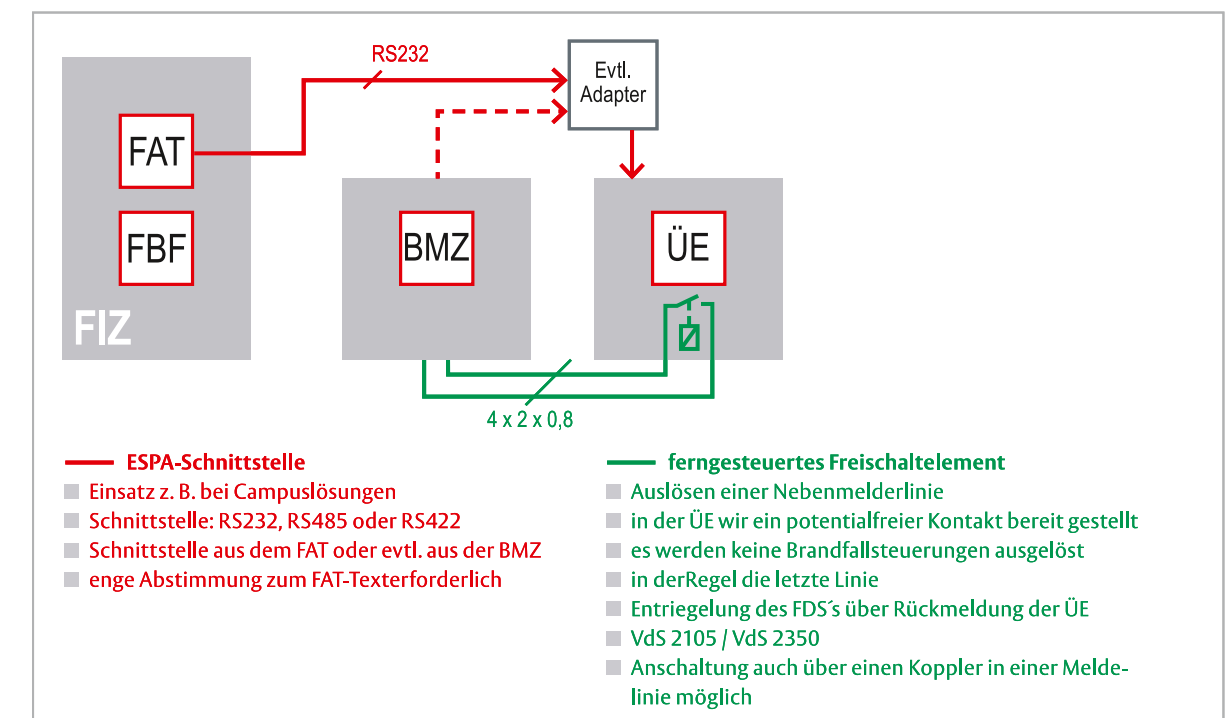 RS232
Evtl.
Adapter
FAT
FBF
BMZ
ÜE
FIZ
4 x 2 x 0,8
ESPA-Schnittstelle
Einsatz z. B. bei Campuslösungen
Schnittstelle: RS232, RS485 oder RS422
Schnittstelle aus dem FAT oder evtl. aus der BMZ
enge Abstimmung zum FAT-Texterforderlich
ferngesteuertes Freischaltelement
Auslösen einer Nebenmelderlinie
in der ÜE wir ein potentialfreier Kontakt bereit gestellt
es werden keine Brandfallsteuerungen ausgelöst
in derRegel die letzte Linie
Entriegelung des FDS´s über Rückmeldung der ÜE
VdS 2105 / VdS 2350
Anschaltung auch über einen Koppler in einer Melde-
linie möglich